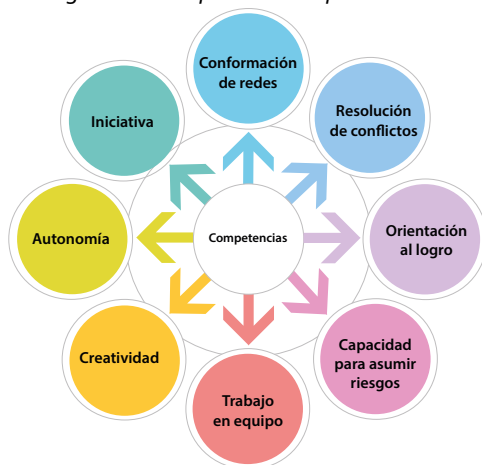 Conformación
de redes
Resolución
de conflictos
Orientación
al logro
Capacidad
para asumir
riesgos
Trabajo
en equipo
Creatividad
Autonomía
Iniciativa
Competencias